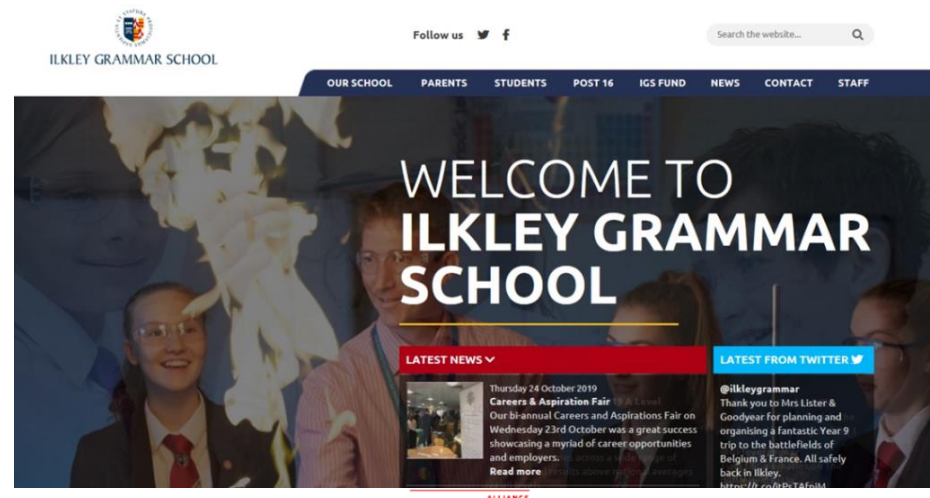 ILKLEY GRAMMAR SCHOOL
Follow us
Search the website...
OUR SCHOOL PARENTS STUDENTS POST 16 IGS FUND NEWS CONTACT STAFF
WELCOME TO
ILKLEY GRAMMAR
SCHOOL
LATEST NEWS
Thursday 24 October 2019
Careers & Aspiration Fair
Our bi-annual Careers and Aspirations Fair on
Wednesday 23rd October was a great success
showcasing a myriad of career opportunities
and employers.
Read more
LATEST FROM TWITTER
@ilkleygrammar
Thank you to Mrs Lister &
Goodyear for planning and
organising a fantastic Year 9
trip to the battlefields of
Belgium & France. All safely
back in Ilkley.
ALLIANCE